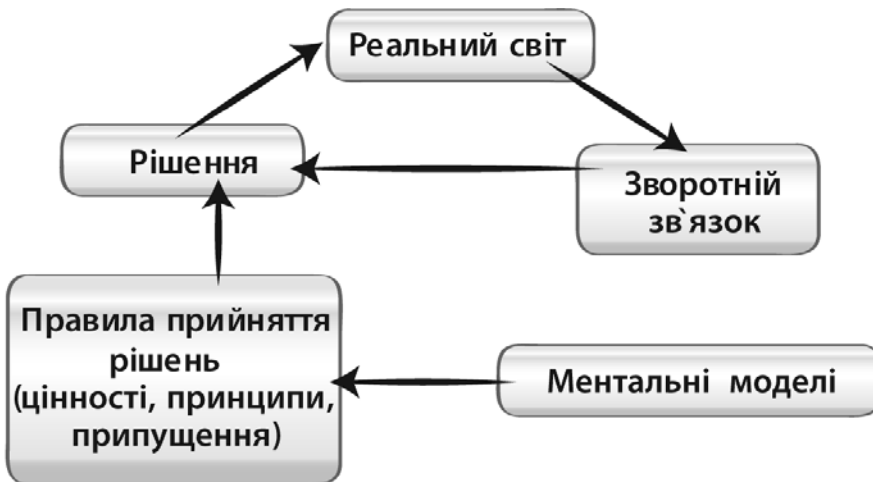 Реальний світ
Рішення
Зворотній
зв`язок
Правила прийняття
рішень
(цінності, принципи,
припущення)
Ментальні моделі